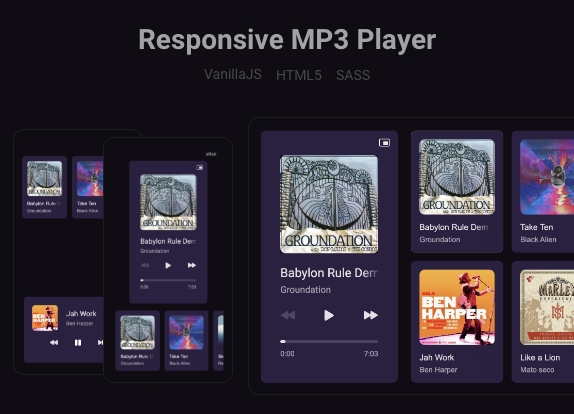 Responsive MP3 Player
VanillaJS HTML5 SASS
GROUNDATION
Babylon Rule Dem
Groundation
Take Ten
Black Alien
BEN
HARPER
Jah Work
Ben Harper
GROUNDATION
Babylon Rule Dem
Groundation
0:00 7:03
Babylon Rule D
Groundation
Take Ten
Black Alien
GROUNDATION
Babylon Rule Dem
Groundation
0:00 7:03
GROUNDATION
Babylon Rule Dem
Groundation
Take Ten
Black Alien
BEN
HARPER
Jah Work
Ben Harper
MARLEY
Like a Lion
Mark S